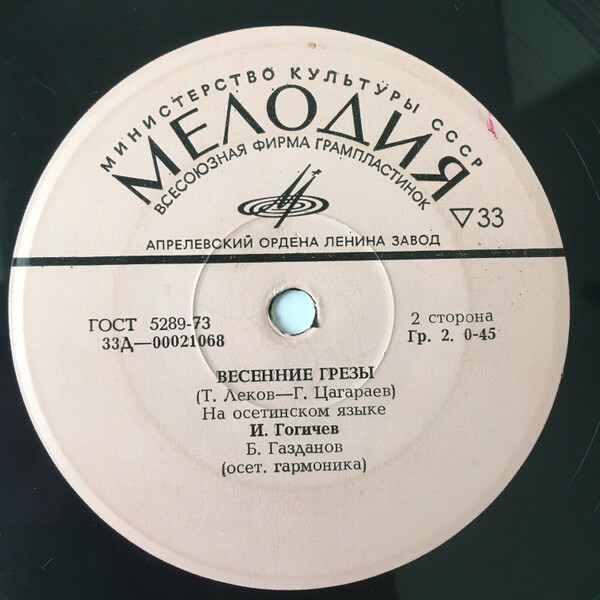 МИНИСТЕРСТВО КУЛЬТУРЫ СССР
МЕЛОДИЯ
ВСЕСОЮЗНАЯ ФИРМА ГРАМПЛАСТИНОК
▽33
АПРЕЛЕВСКИЙ ОРДЕНА ЛЕНИНА ЗАВОД
ГОСТ 5289-73
2 сторона
33Д—00021068
Гр. 2. 0-45
ВЕСЕННИЕ ГРЕЗЫ
(Т. Леков—Г. Цагараев)
На осетинском языке
И. Гогичев
Б. Газданов
(осет. гармоника)